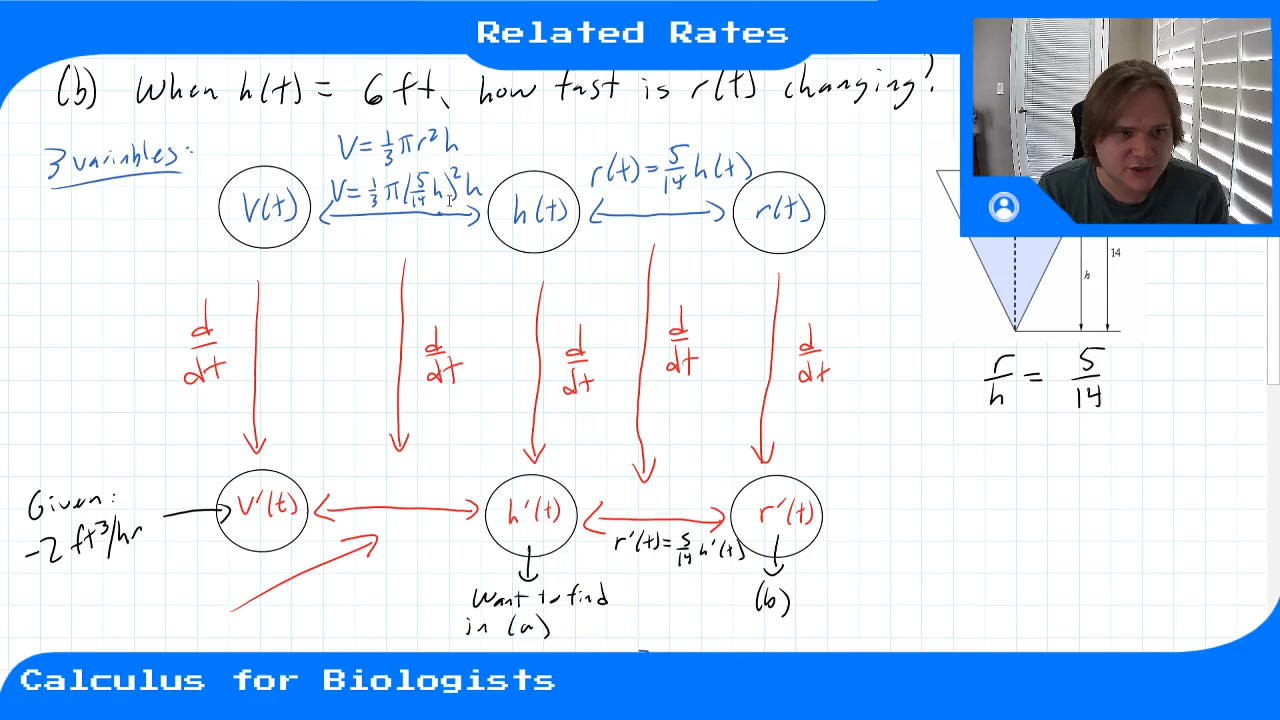 Related Rates
(b) When h(t) = 6 ft, how fast is r(t) changing?
3 variables:
V = 1/3 πr²h
V = 1/3 π(5/14 h)²h
r(t) = 5/14 h(t)
V(t)
h(t)
r(t)
h
14
d/dt
d/dt
d/dt
d/dt
d/dt
r/h = 5/14
Given:
-2 ft³/hr
V'(t)
h'(t)
r'(t)
r'(t) = 5/14 h'(t)
Want to find
in (a)
(b)
Calculus for Biologists